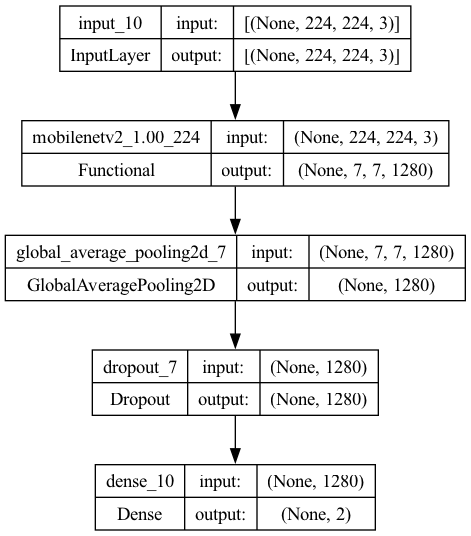 input_10 input: [(None, 224, 224, 3)]
InputLayer output: [(None, 224, 224, 3)]
mobilenetv2_1.00_224 input: (None, 224, 224, 3)
Functional output: (None, 7, 7, 1280)
global_average_pooling2d_7 input: (None, 7, 7, 1280)
GlobalAveragePooling2D output: (None, 1280)
dropout_7 input: (None, 1280)
Dropout output: (None, 1280)
dense_10 input: (None, 1280)
Dense output: (None, 2)